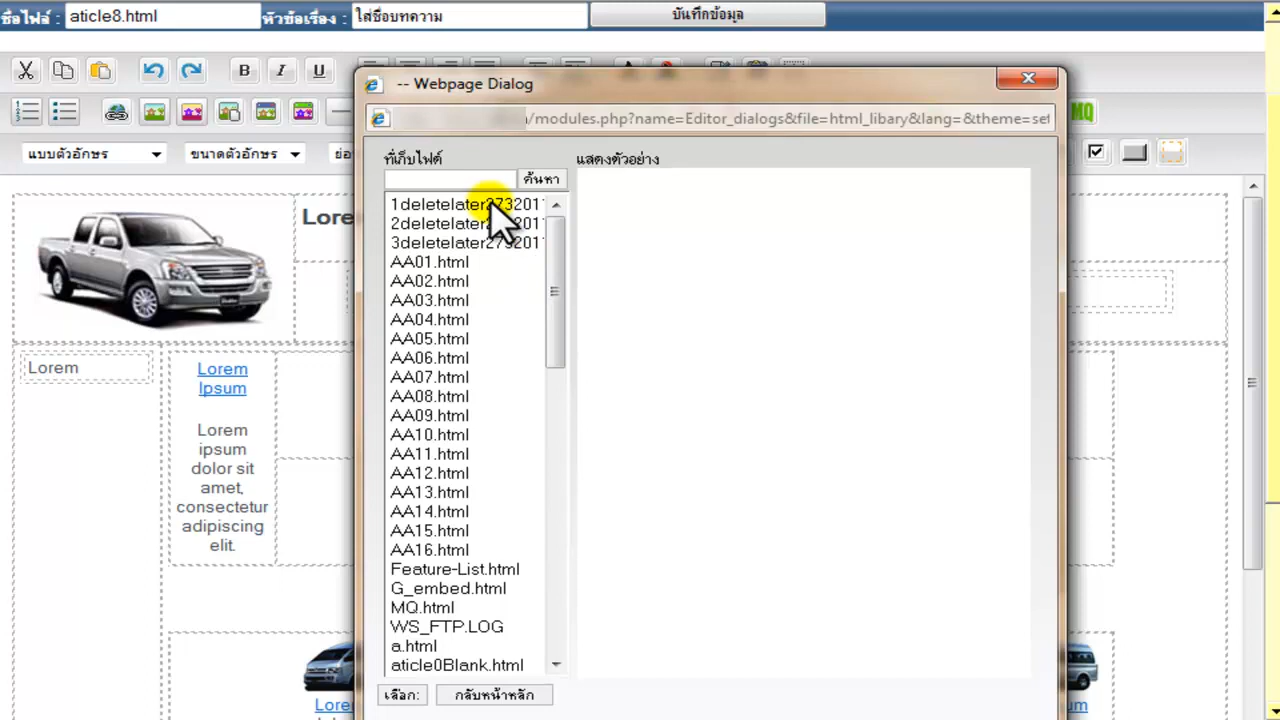 ชื่อไฟล์ : aticle8.html หัวข้อเรื่อง : ใส่ชื่อบทความ บันทึกข้อมูล
B I U
-- Webpage Dialog
/modules.php?name=Editor_dialogs&file=html_libary&lang=&theme=set
MQ
แบบตัวอักษร ขนาดตัวอักษร ย่อ
ที่เก็บไฟด์ แสดงตัวอย่าง
ค้นหา
1deletelater2732011
2deletelater
3deletelater2732011
AA01.html
AA02.html
AA03.html
AA04.html
AA05.html
AA06.html
AA07.html
AA08.html
AA09.html
AA10.html
AA11.html
AA12.html
AA13.html
AA14.html
AA15.html
AA16.html
Feature-List.html
G_embed.html
MQ.html
WS_FTP.LOG
a.html
aticle0Blank.html
เลือก: กลับหน้าหลัก
Lore
Lorem
Lorem
Ipsum
Lorem
ipsum
dolor sit
amet,
consectetur
adipiscing
elit.
Lore
um